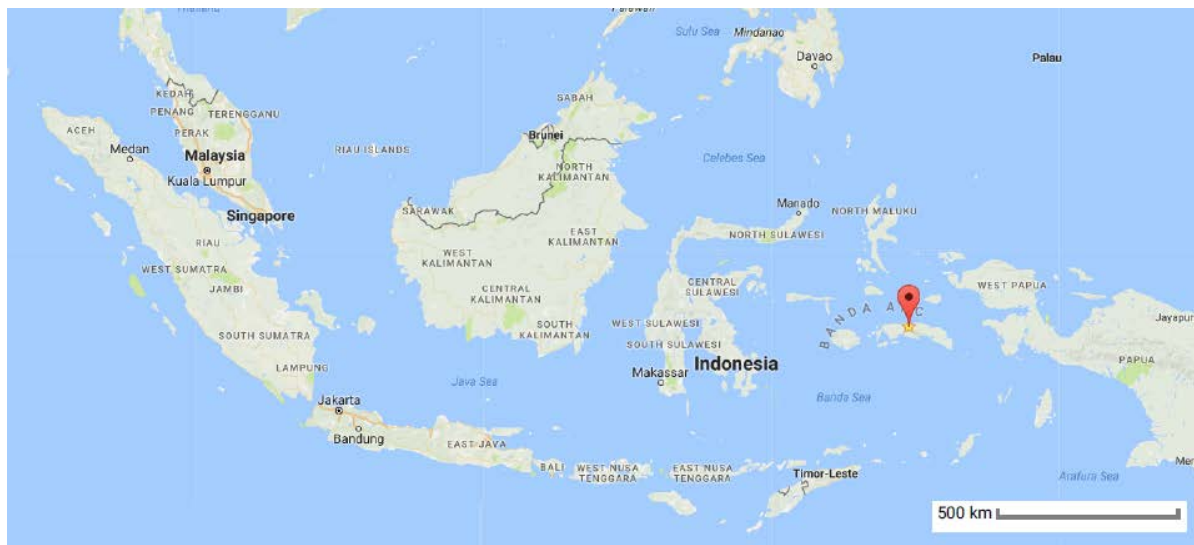 Thailand
Palawan
Sulu Sea
Mindanao
Davao
Palau
KEDAH
PENANG
TERENGGANU
PERAK
ACEH
Medan
Malaysia
Kuala Lumpur
RIAU ISLANDS
SABAH
Brunei
NORTH
KALIMANTAN
Celebes Sea
Singapore
SARAWAK
Manado
NORTH MALUKU
RIAU
WEST
KALIMANTAN
EAST
KALIMANTAN
NORTH SULAWESI
WEST SUMATRA
JAMBI
CENTRAL
KALIMANTAN
CENTRAL
SULAWESI
WEST PAPUA
BANDA ARC
SOUTH SUMATRA
SOUTH
KALIMANTAN
WEST SULAWESI
SOUTH SULAWESI
Jayapur
LAMPUNG
Indonesia
PAPUA
Java Sea
Makassar
Banda Sea
Jakarta
Bandung
EAST JAVA
BALI
WEST NUSA
TENGGARA
EAST NUSA
TENGGARA
Timor-Leste
Mer
Arafura Sea
500 km